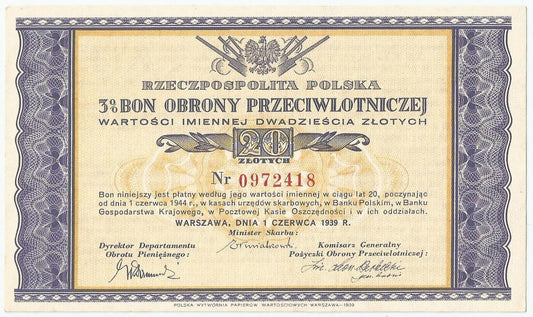 RZECZPOSPOLITA POLSKA
3% BON OBRONY PRZECIWLOTNICZEJ
WARTOŚCI IMIENNEJ DWADZIEŚCIA ZŁOTYCH
20
ZŁOTYCH
Nr 0972418
Bon niniejszy jest płatny według jego wartości imiennej w ciągu lat 20, poczynając
od dnia 1 czerwca 1944 r., w kasach urzędów skarbowych, w Banku Polskim, w Banku
Gospodarstwa Krajowego, w Pocztowej Kasie Oszczędności i w ich oddziałach.
WARSZAWA, DNIA 1 CZERWCA 1939 R.
Minister Skarbu:
Dyrektor Departamentu
Obrotu Pieniężnego:
Komisarz Generalny
Pożyczki Obrony Przeciwlotniczej:
POLSKA WYTWÓRNIA PAPIERÓW WARTOŚCIOWYCH WARSZAWA-1939